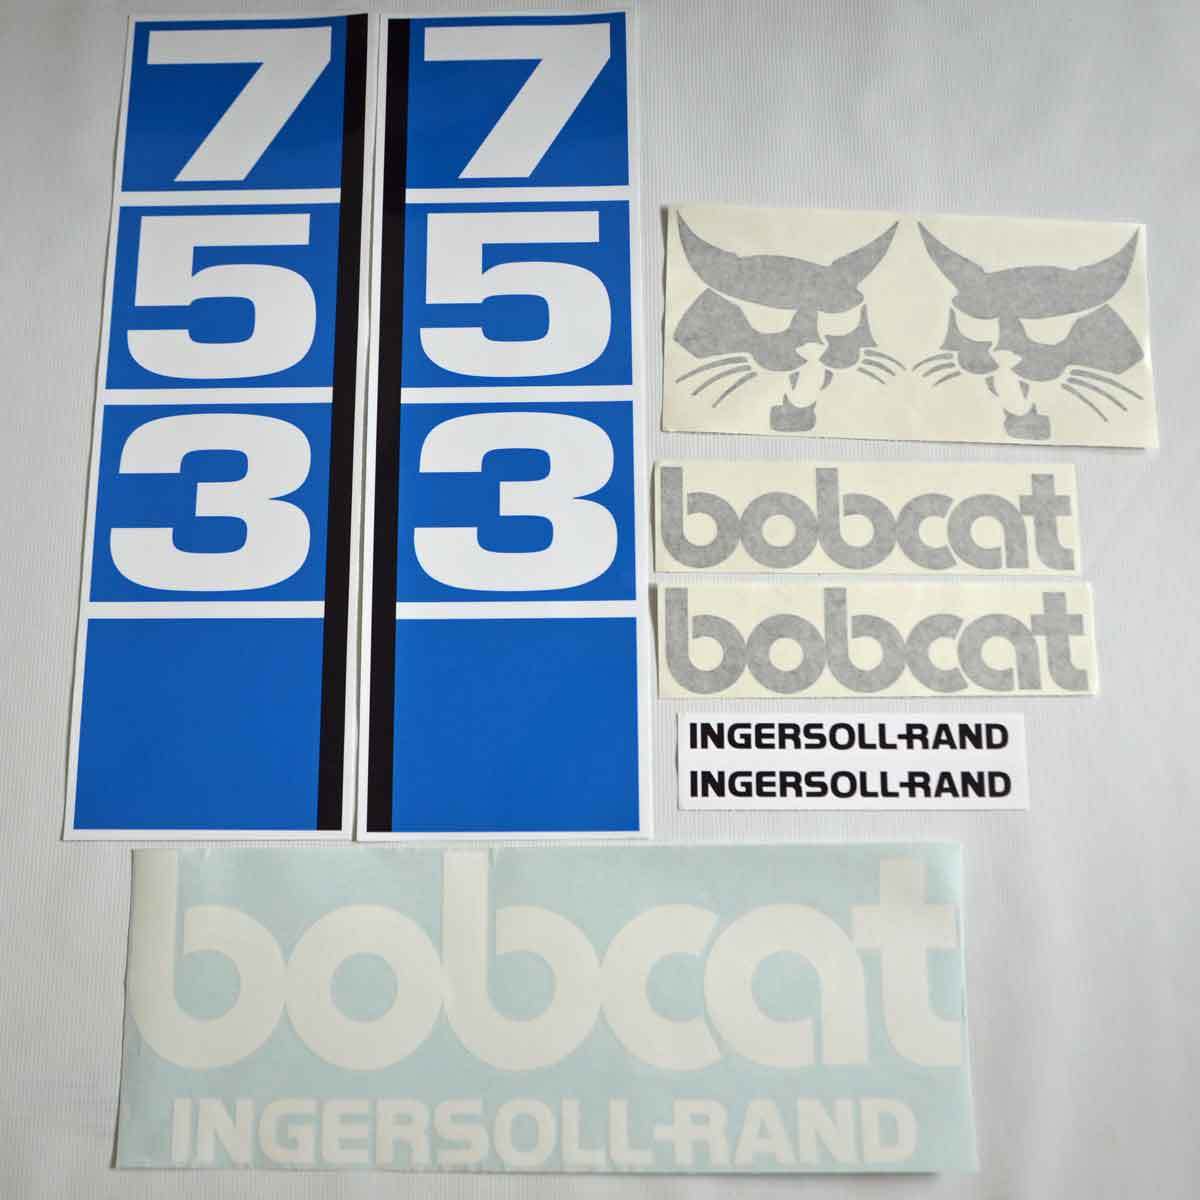 7
5
3
7
5
3
bobcat
bobcat
INGERSOLL-RAND
INGERSOLL-RAND
bobcat
INGERSOLL-RAND